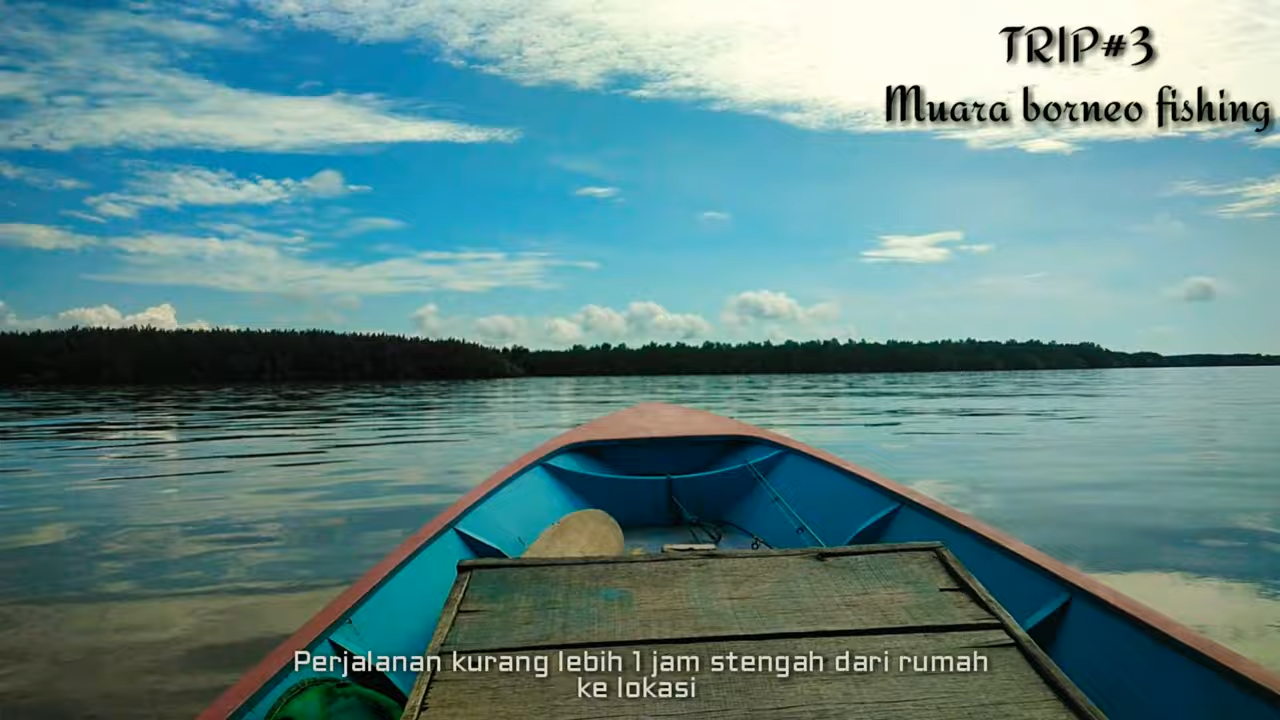 TRIP#3
Muara borneo fishing
Perjalanan kurang lebih 1 jam stengah dari rumah
ke lokasi